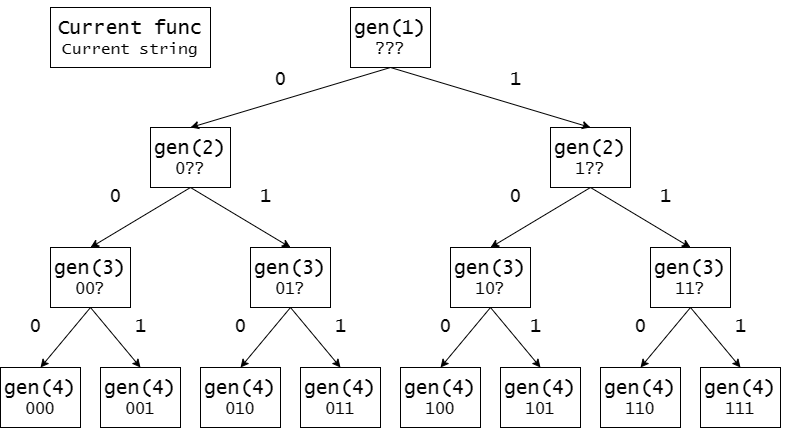 Current func
Current string
gen(1)
???
0
1
gen(2)
0??
gen(2)
1??
0
1
0
1
gen(3)
00?
gen(3)
01?
gen(3)
10?
gen(3)
11?
0
1
0
1
0
1
0
1
gen(4)
000
gen(4)
001
gen(4)
010
gen(4)
011
gen(4)
100
gen(4)
101
gen(4)
110
gen(4)
111